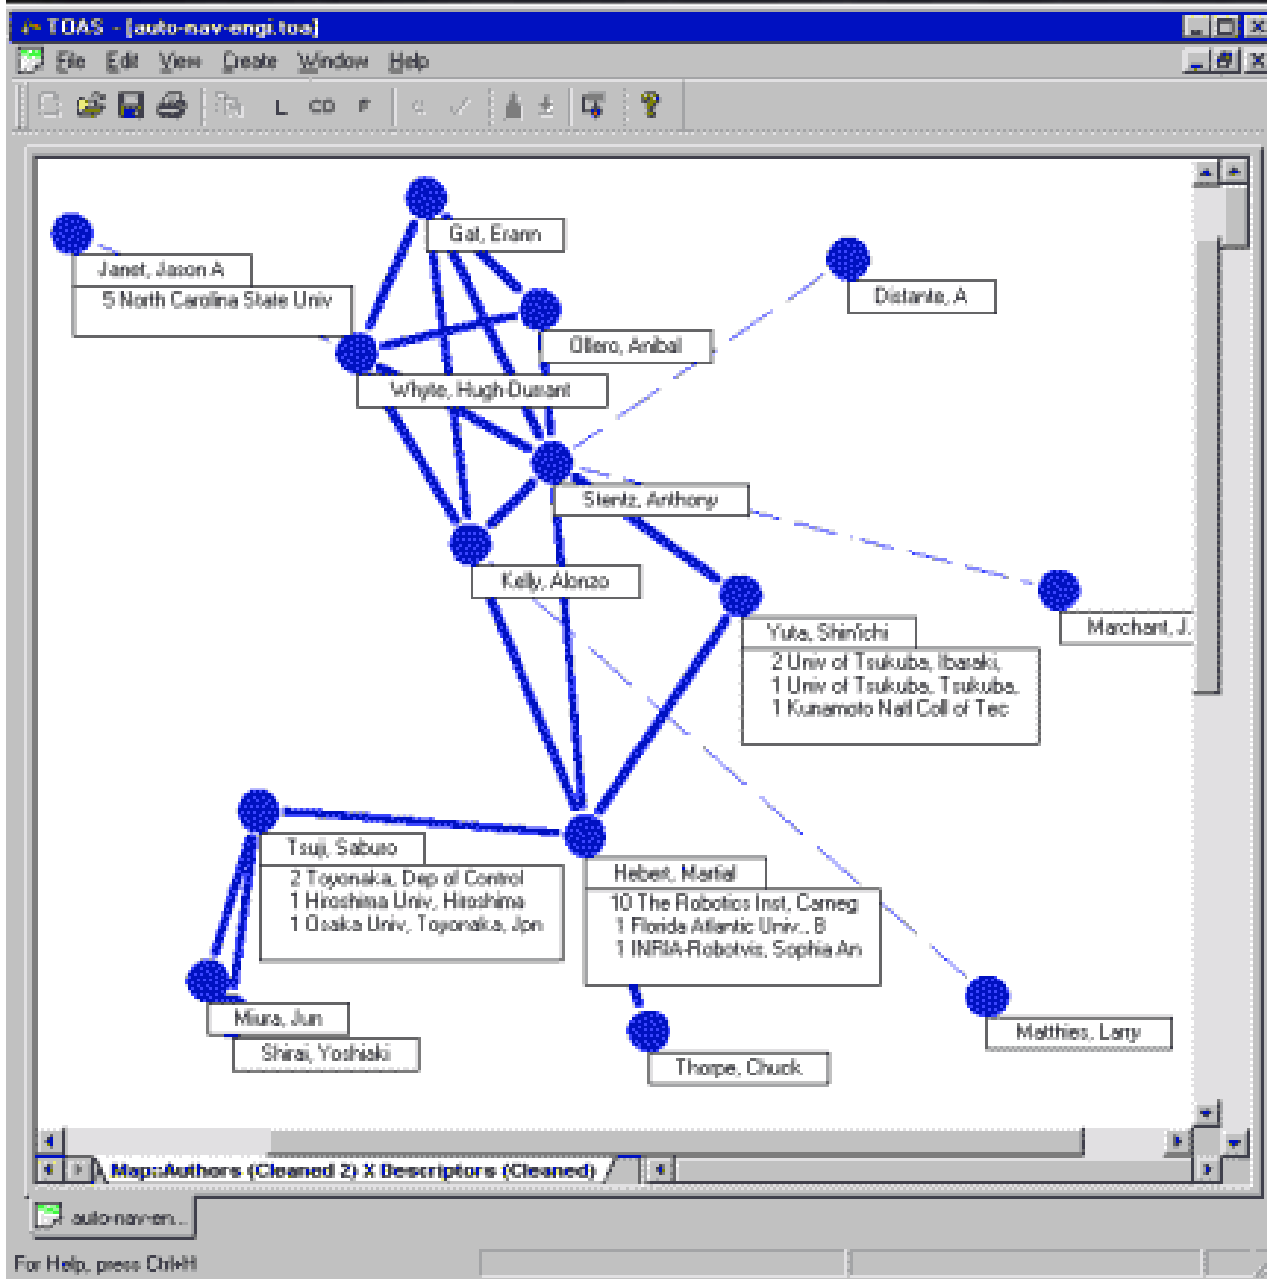 TOAS - [auto-nav-engi.toa]
File Edit View Create Window Help
L CO F
Gat, Erann
Janet, Jason A
5 North Carolina State Univ
Distante, A
Ollero, Anibal
Whyte, Hugh-Durrant
Stentz, Anthony
Kelly, Alonzo
Yuta, Shin'ichi
Marchant, J.
2 Univ of Tsukuba, Ibaraki,
1 Univ of Tsukuba, Tsukuba,
1 Kunamoto Natl Coll of Tec
Tsuji, Saburo
2 Toyonaka, Dep of Control
1 Hiroshima Univ, Hiroshima
1 Osaka Univ, Toyonaka, Jpn
Hebert, Martial
10 The Robotics Inst, Carneg
1 Florida Atlantic Univ., B
1 INRIA-Robotvis, Sophia An
Miura, Jun
Shirai, Yoshiaki
Thorpe, Chuck
Matthies, Larry
Map::Authors (Cleaned 2) X Descriptors (Cleaned)
auto-nav-en...
For Help, press Ctrl+H